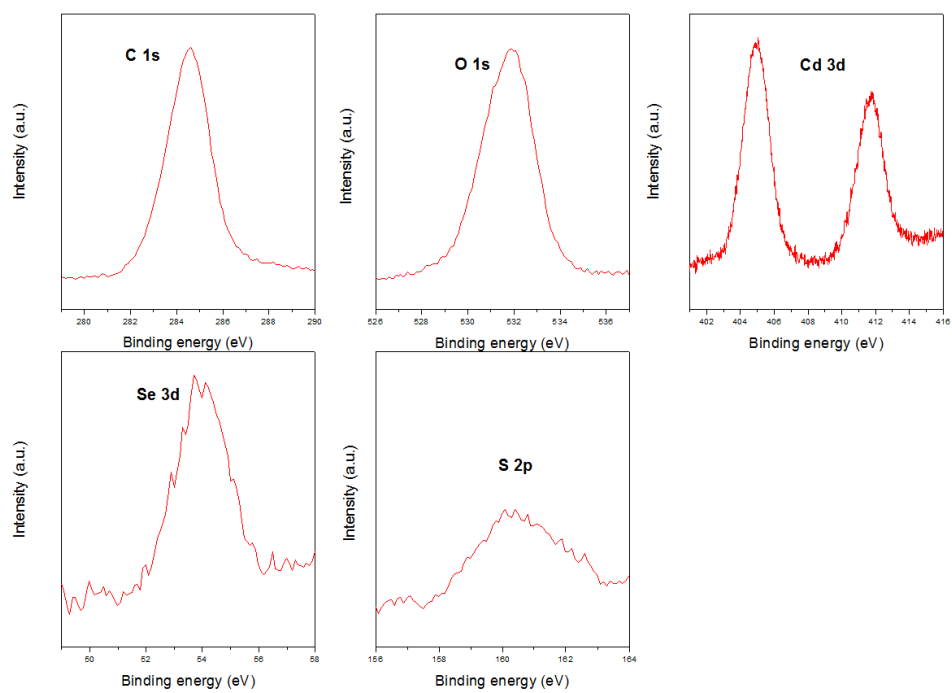 C 1s
Intensity (a.u.)
280 282 284 286 288 290
Binding energy (eV)
O 1s
Intensity (a.u.)
526 528 530 532 534 536
Binding energy (eV)
Cd 3d
Intensity (a.u.)
402 404 406 408 410 412 414 416
Binding energy (eV)
Se 3d
Intensity (a.u.)
50 52 54 56 58
Binding energy (eV)
S 2p
Intensity (a.u.)
156 158 160 162 164
Binding energy (eV)